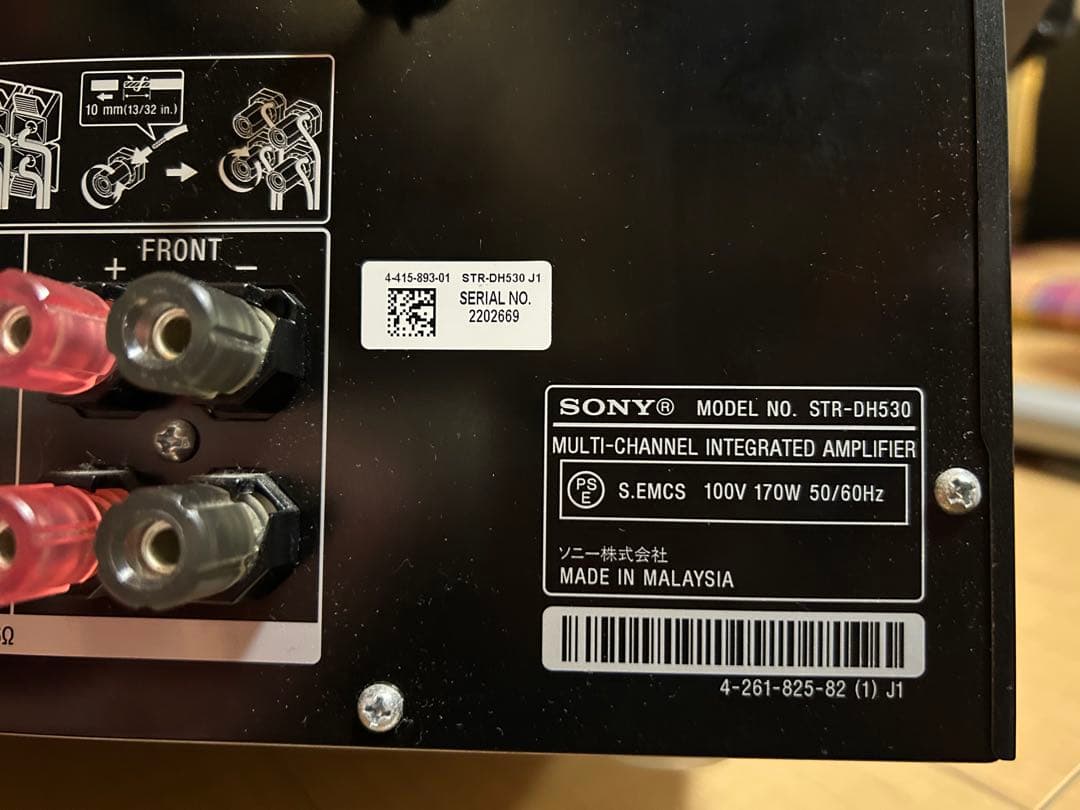 10 mm(13/32 in.)
FRONT
+ −
4-415-893-01 STR-DH530 J1
SERIAL NO.
2202669
SONY® MODEL NO. STR-DH530
MULTI-CHANNEL INTEGRATED AMPLIFIER
PS
E
S.EMCS 100V 170W 50/60Hz
ソニー株式会社
MADE IN MALAYSIA
4-261-825-82 (1) J1
Ω